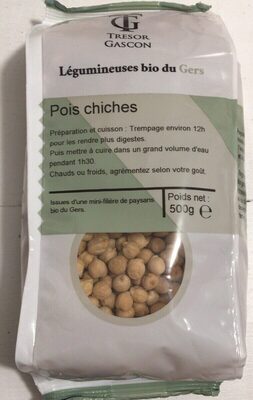 TG
TRESOR
GASCON
Légumineuses bio du Gers
Pois chiches
Préparation et cuisson : Trempage environ 12h
pour les rendre plus digestes.
Puis mettre à cuire dans un grand volume d'eau
pendant 1h30.
Chauds ou froids, agrémentez selon votre goût.
Issues d'une mini-filière de paysans
bio du Gers.
Poids net :
500g ℮